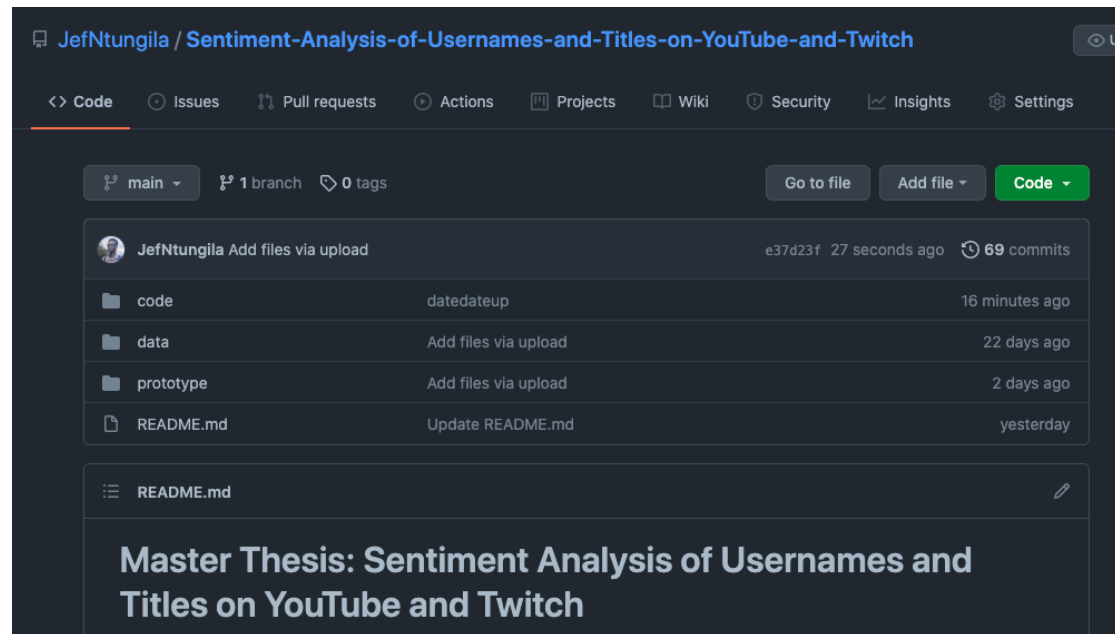 JefNtungila / Sentiment-Analysis-of-Usernames-and-Titles-on-YouTube-and-Twitch
<> Code Issues Pull requests Actions Projects Wiki Security Insights Settings
main 1 branch 0 tags Go to file Add file Code
JefNtungila Add files via upload e37d23f 27 seconds ago 69 commits
code datedateup 16 minutes ago
data Add files via upload 22 days ago
prototype Add files via upload 2 days ago
README.md Update README.md yesterday
README.md
Master Thesis: Sentiment Analysis of Usernames and
Titles on YouTube and Twitch